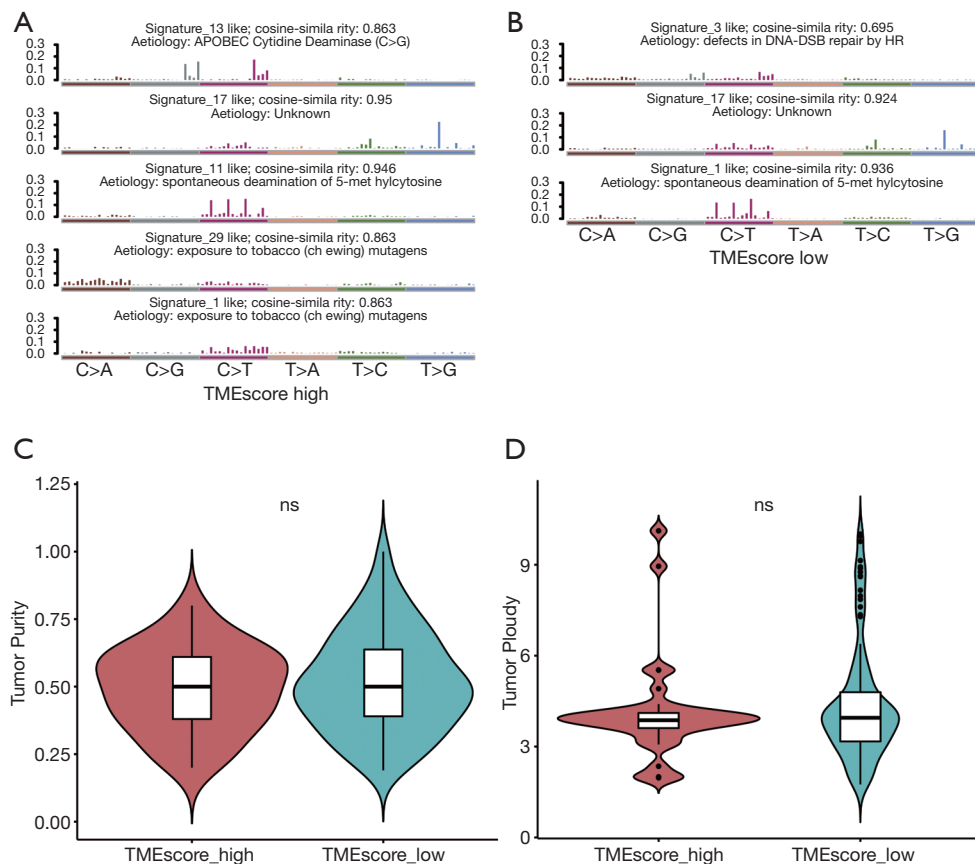 A
Signature_13 like; cosine-simila rity: 0.863
Aetiology: APOBEC Cytidine Deaminase (C>G)
0.3
0.2
0.1
0.0
Signature_17 like; cosine-simila rity: 0.95
Aetiology: Unknown
0.3
0.2
0.1
0.0
Signature_11 like; cosine-simila rity: 0.946
Aetiology: spontaneous deamination of 5-met hylcytosine
0.3
0.2
0.1
0.0
Signature_29 like; cosine-simila rity: 0.863
Aetiology: exposure to tobacco (ch ewing) mutagens
0.3
0.2
0.1
0.0
Signature_1 like; cosine-simila rity: 0.863
Aetiology: exposure to tobacco (ch ewing) mutagens
0.3
0.2
0.1
0.0
C>A C>G C>T T>A T>C T>G
TMEscore high
B
Signature_3 like; cosine-simila rity: 0.695
Aetiology: defects in DNA-DSB repair by HR
0.3
0.2
0.1
0.0
Signature_17 like; cosine-simila rity: 0.924
Aetiology: Unknown
0.3
0.2
0.1
0.0
Signature_1 like; cosine-simila rity: 0.936
Aetiology: spontaneous deamination of 5-met hylcytosine
0.3
0.2
0.1
0.0
C>A C>G C>T T>A T>C T>G
TMEscore low
C
1.25
1.00
0.75
0.50
0.25
0.00
Tumor Purity
ns
TMEscore_high TMEscore_low
D
9
6
3
0
Tumor Ploudy
ns
TMEscore_high TMEscore_low